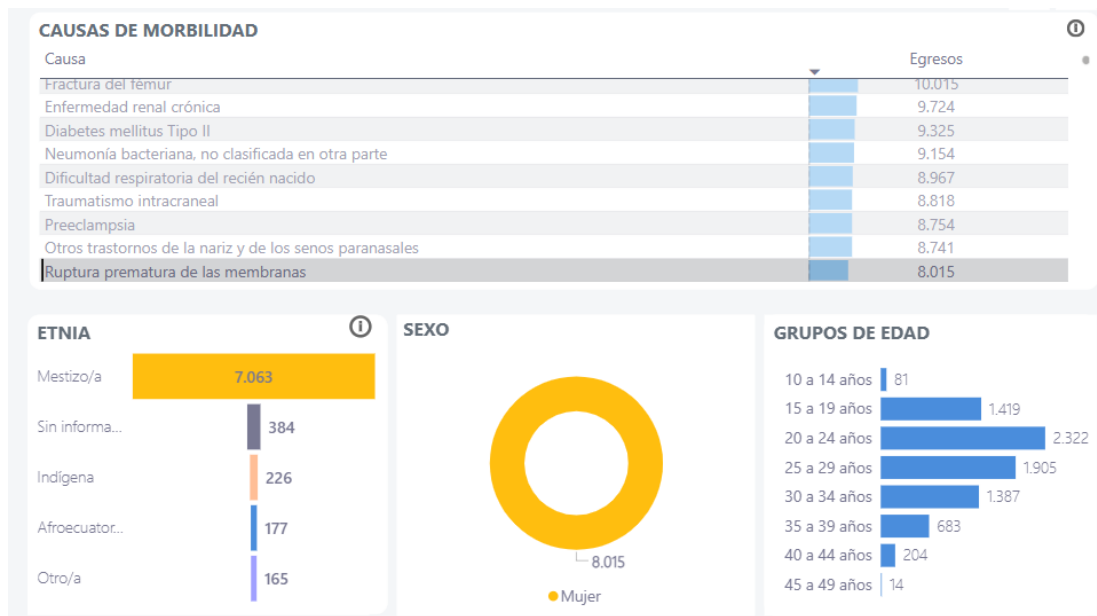 CAUSAS DE MORBILIDAD
Causa Egresos
Fractura del fémur 10.015
Enfermedad renal crónica 9.724
Diabetes mellitus Tipo II 9.325
Neumonía bacteriana, no clasificada en otra parte 9.154
Dificultad respiratoria del recién nacido 8.967
Traumatismo intracraneal 8.818
Preeclampsia 8.754
Otros trastornos de la nariz y de los senos paranasales 8.741
Ruptura prematura de las membranas 8.015
ETNIA
Mestizo/a 7.063
Sin informa... 384
Indígena 226
Afroecuator... 177
Otro/a 165
SEXO
8.015
Mujer
GRUPOS DE EDAD
10 a 14 años 81
15 a 19 años 1.419
20 a 24 años 2.322
25 a 29 años 1.905
30 a 34 años 1.387
35 a 39 años 683
40 a 44 años 204
45 a 49 años 14